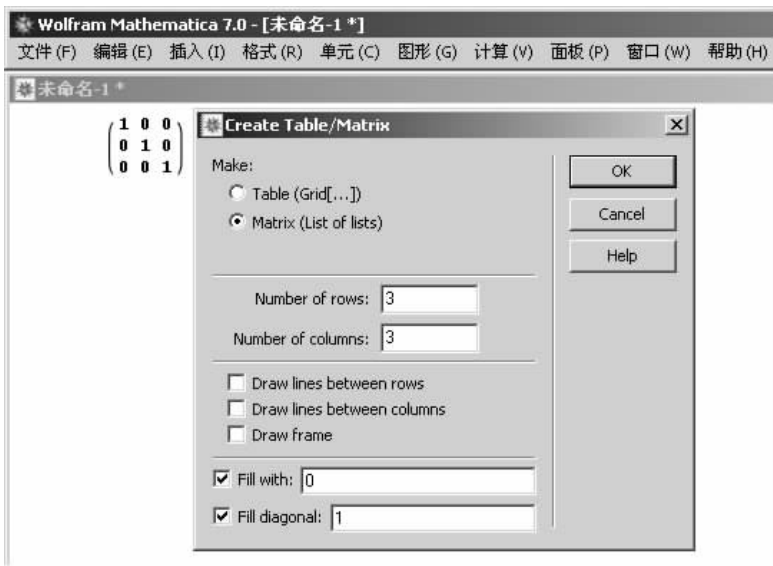 Wolfram Mathematica 7.0 - [未命名-1 *]
文件(F) 编辑(E) 插入(I) 格式(R) 单元(C) 图形(G) 计算(V) 面板(P) 窗口(W) 帮助(H)
未命名-1 *
1 0 0
0 1 0
0 0 1
Create Table/Matrix
Make:
Table (Grid[...])
Matrix (List of lists)
OK
Cancel
Help
Number of rows: 3
Number of columns: 3
Draw lines between rows
Draw lines between columns
Draw frame
Fill with: 0
Fill diagonal: 1